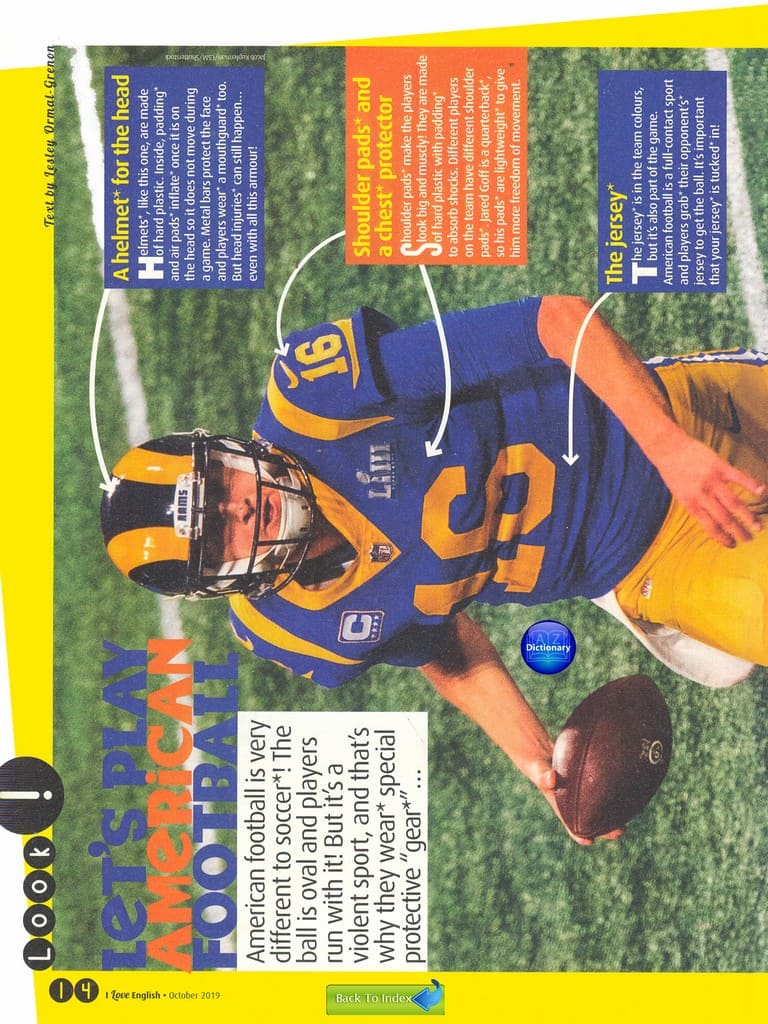 Look!
LET'S PLAY
AMERICAN
FOOTBALL
American football is very
different to soccer*! The
ball is oval and players
run with it! But it's a
violent sport, and that's
why they wear* special
protective “gear*” ...
Text by Lesley Ormal-Grenon
A helmet* for the head
Helmets*, like this one, are made
of hard plastic. Inside, padding*
and air pads* inflate* once it is on
the head so it does not move during
a game. Metal bars protect the face
and players wear* a mouthguard* too.
But head injuries* can still happen...
even with all this armour!
Jacob Kupferman/CSM/Shutterstock
Shoulder pads* and
a chest* protector
Shoulder pads* make the players
look big and muscly! They are made
of hard plastic with padding*
to absorb shocks. Different players
on the team have different shoulder
pads*. Jared Goff is a quarterback*,
so his pads* are lightweight* to give
him more freedom of movement.
The jersey*
The jersey* is in the team colours,
but it's also part of the game.
American football is a full-contact sport
and players gab* their opponent's*
jersey to get the ball. It's important
that your jersey* is tucked* in!
RAMS
16
LIII
NFL
C
16
AZ
Dictionary
14
I Love English • October 2019
Back To Index